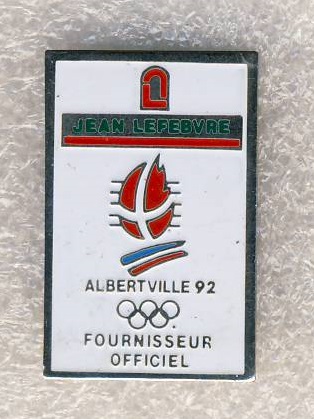 JEAN LEFEBVRE
ALBERTVILLE 92
FOURNISSEUR
OFFICIEL